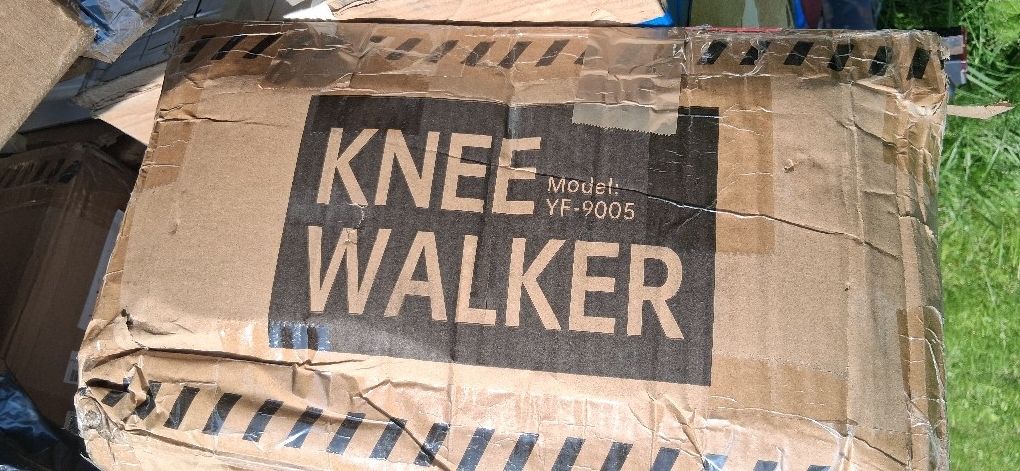 KNEE
Model:
YF-9005
WALKER